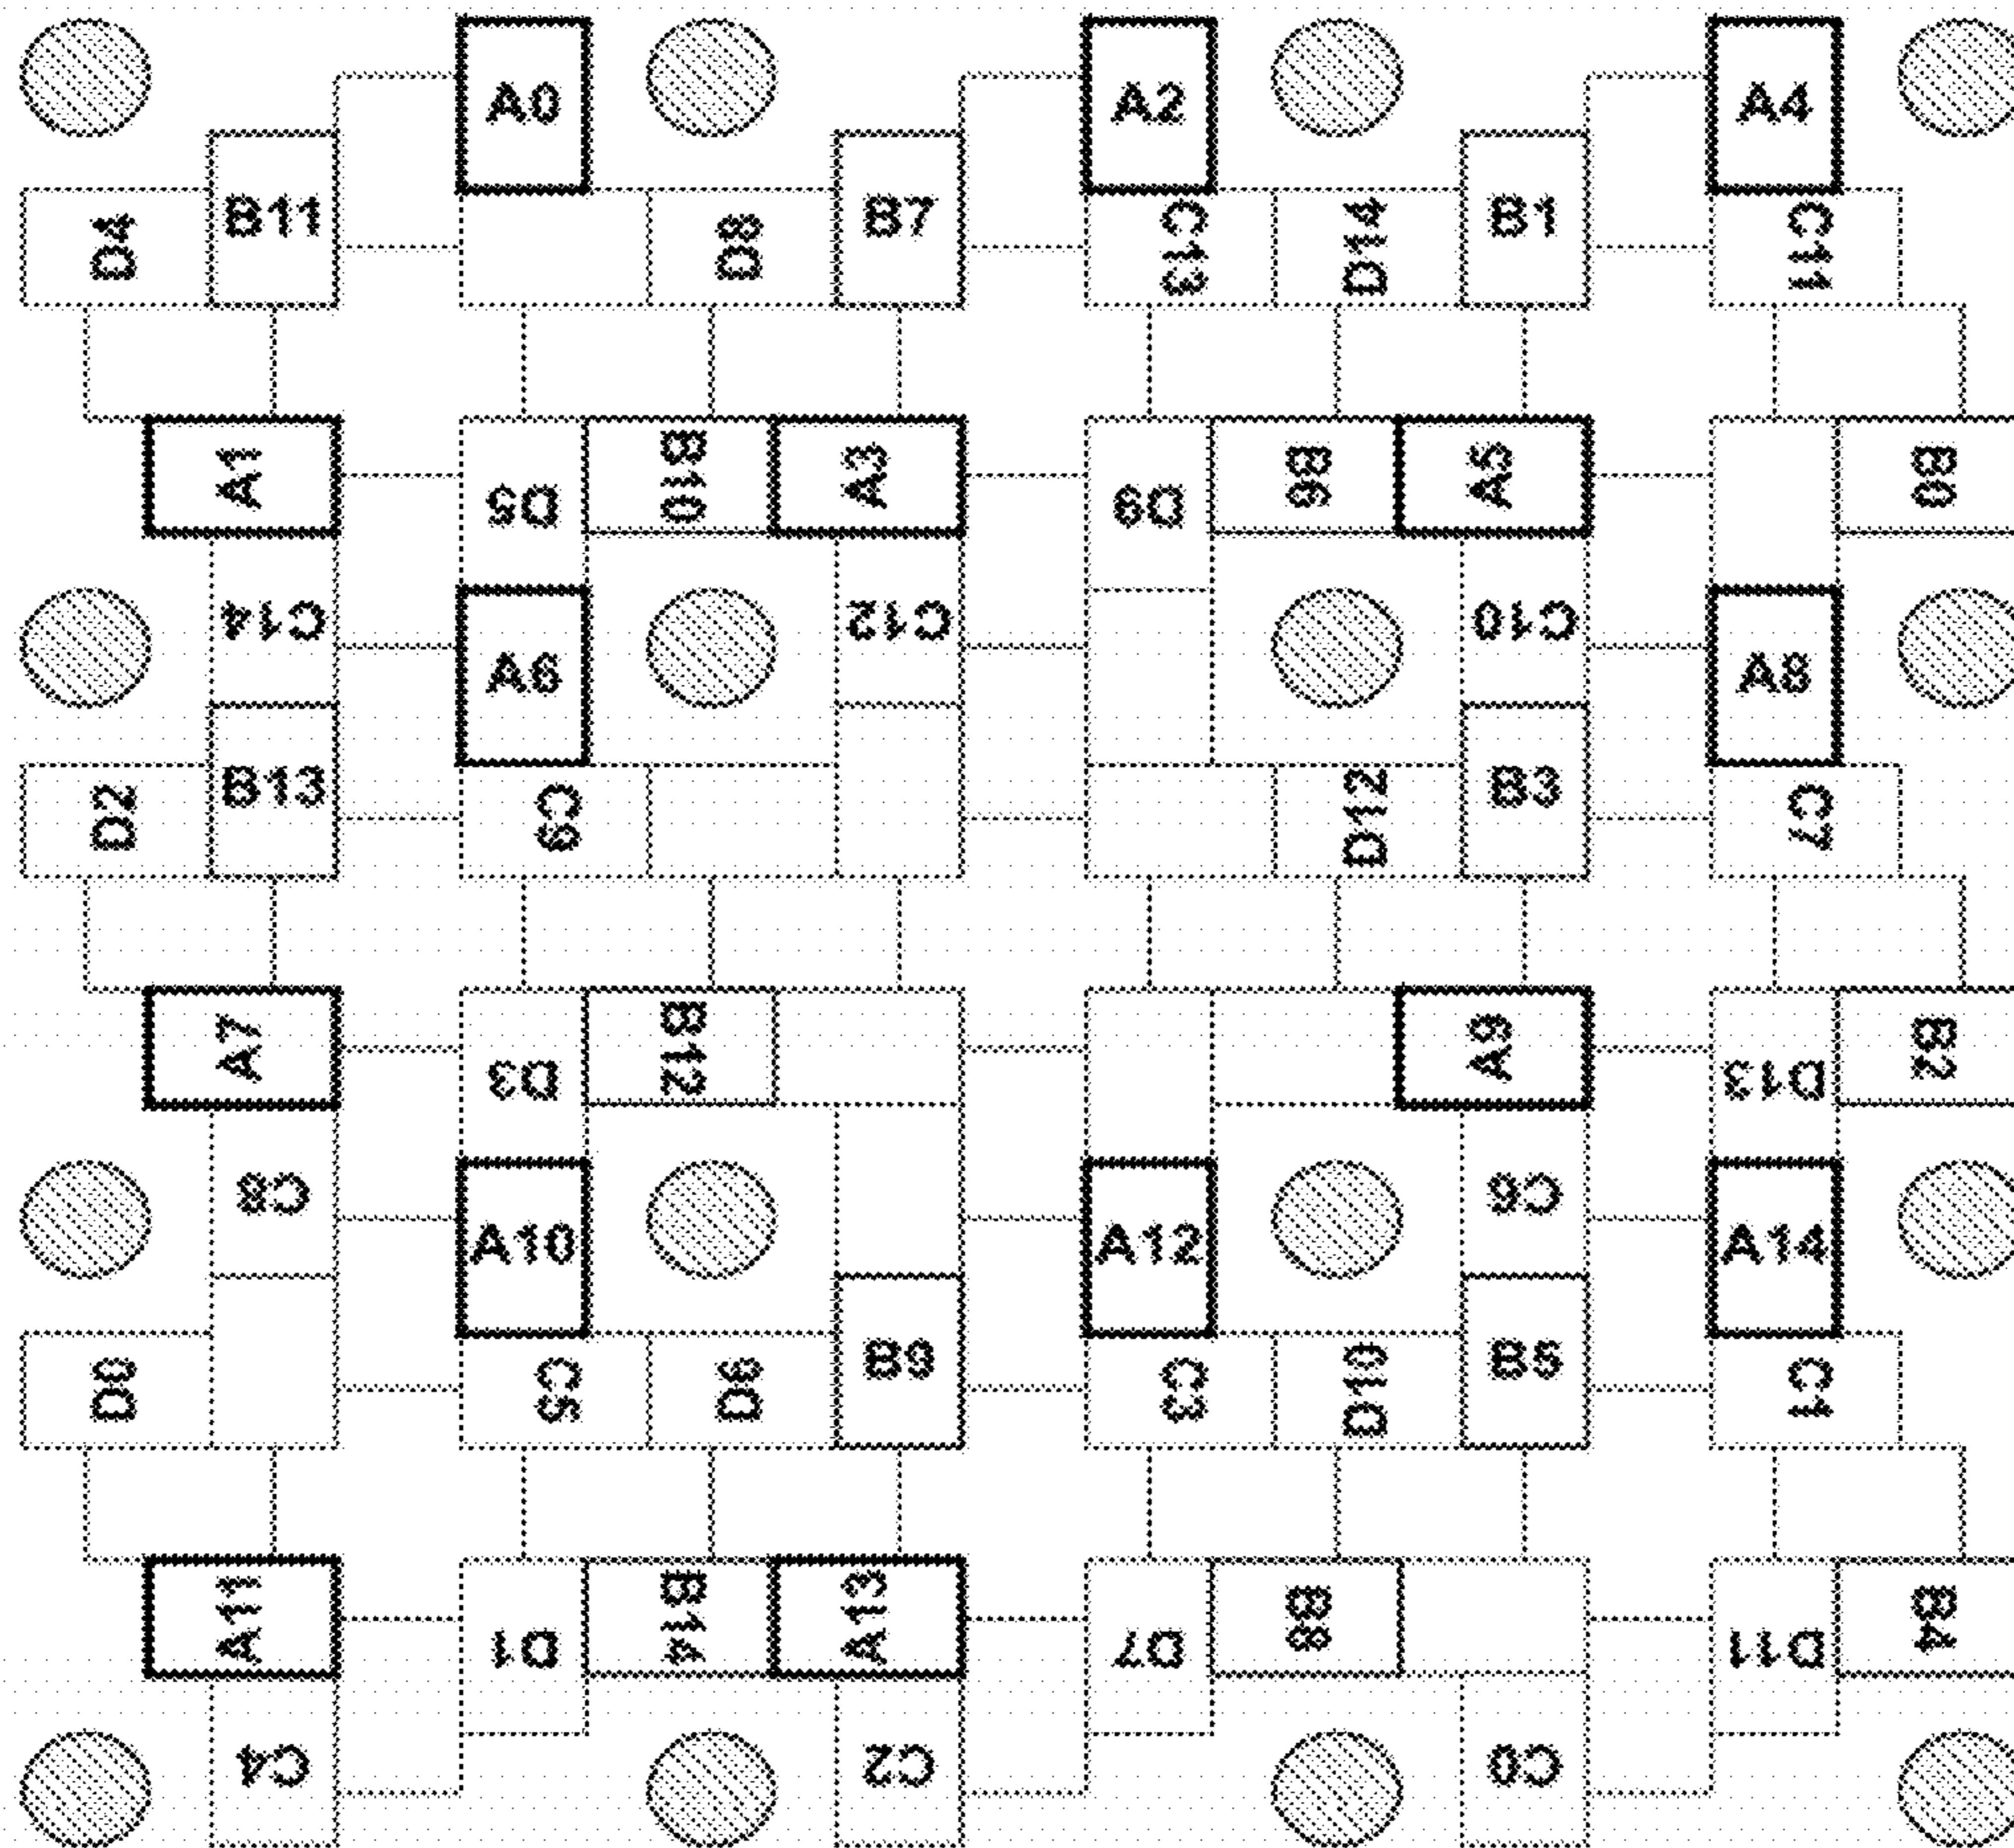 A0 A2 A4
D4 B11 D8 B7 C13 D14 B1 C11
A1 D5 B10 A3 D9 B6 A5 B0
C14 A6 C12 C10 A8
D2 B13 C9 D12 B3 C7
A7 D3 B12 A9 D13 B2
C8 A10 A12 C6 A14
D0 C5 D6 B9 C3 D10 B5 C1
A11 D1 B14 A13 D7 B8 D11 B4
C4 C2 C0